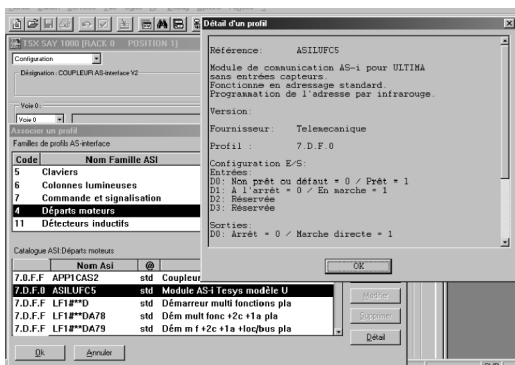 TSX SAY 1000 [RACK 0 POSITION 1]
Configuration
Désignation : COUPLEUR AS-interface V2
Voie 0 :
Voie 0
Associer un profil
Familles de profils AS-interface
Code Nom Famille ASI
5 Claviers
6 Colonnes lumineuses
7 Commande et signalisation
4 Départs moteurs
11 Détecteurs inductifs
Catalogue ASI:Départs moteurs
Nom Asi @
7.0.F.F APP1CAS2 std Coupleur
7.D.F.0 ASILUFC5 std Module AS-i Tesys modèle U
7.D.F.F LF1#**D std Démarreur multi fonctions pla
7.D.F.F LF1#**DA78 std Dém mult fonc +2c +1a pla
7.D.F.F LF1#**DA79 std Dém m f +2c +1a +loc/bus pla
Ok
Annuler
Modifier
Supprimer
Détail
Détail d'un profil
Référence: ASILUFC5
Module de communication AS-i pour ULTIMA
sans entrées capteurs.
Fonctionne en adressage standard.
Programmation de l'adresse par infrarouge.
Version:
Fournisseur: Telemecanique
Profil : 7.D.F.0
Configuration E/S:
Entrées:
D0: Non prêt ou défaut = 0 / Prêt = 1
D1: A l'arrêt = 0 / En marche = 1
D2: Réservée
D3: Réservée
Sorties:
D0: Arrêt = 0 / Marche directe = 1
OK